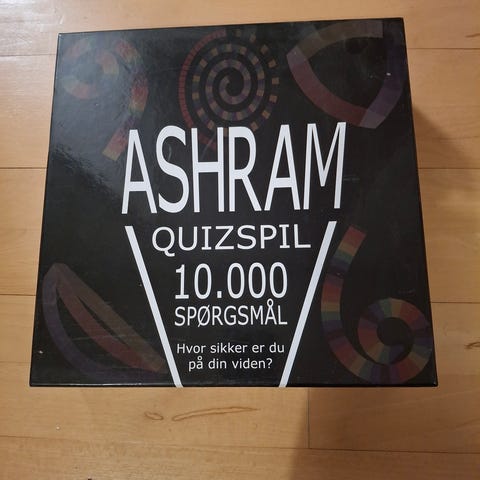 ASHRAM
QUIZSPIL
10.000
SPØRGSMÅL
Hvor sikker er du
på din viden?